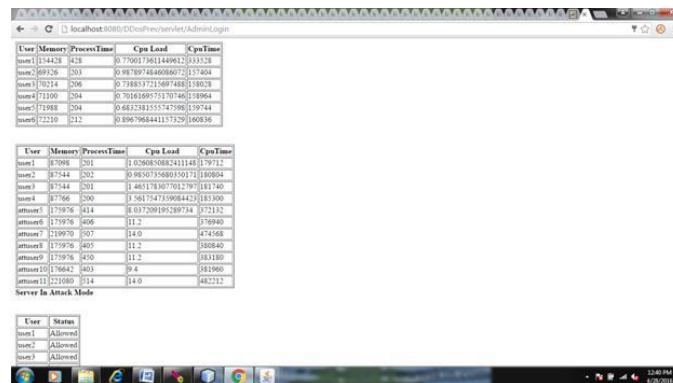 localhost:8080/DDosPrev/servlet/AdminLogin
User Memory ProcessTime Cpu Load CpuTime
user1 154428 428 0.7700173611449612 333528
user2 69326 203 0.9878974846086072 157404
user3 70214 206 0.7388537215697488 158028
user4 71100 204 0.7016169575170746 158964
user5 71988 204 0.6832381555747598 159744
user6 72210 212 0.8967968441157329 160836
User Memory ProcessTime Cpu Load CpuTime
user1 87098 201 1.0260850882411148 179712
user2 87544 202 0.9850735680350171 180804
user3 87544 201 1.4651783077012797 181740
user4 87766 200 3.5617547359084423 185300
attuser5 175976 414 8.037209195289734 372132
attuser6 175976 406 11.2 376940
attuser7 219970 507 14.0 474568
attuser8 175976 405 11.2 380840
attuser9 175976 450 11.2 383180
attuser10 176642 403 9.4 381960
attuser11 221080 514 14.0 482212
Server In Attack Mode
User Status
user1 Allowed
user2 Allowed
user3 Allowed
12:40 PM
6/28/2016